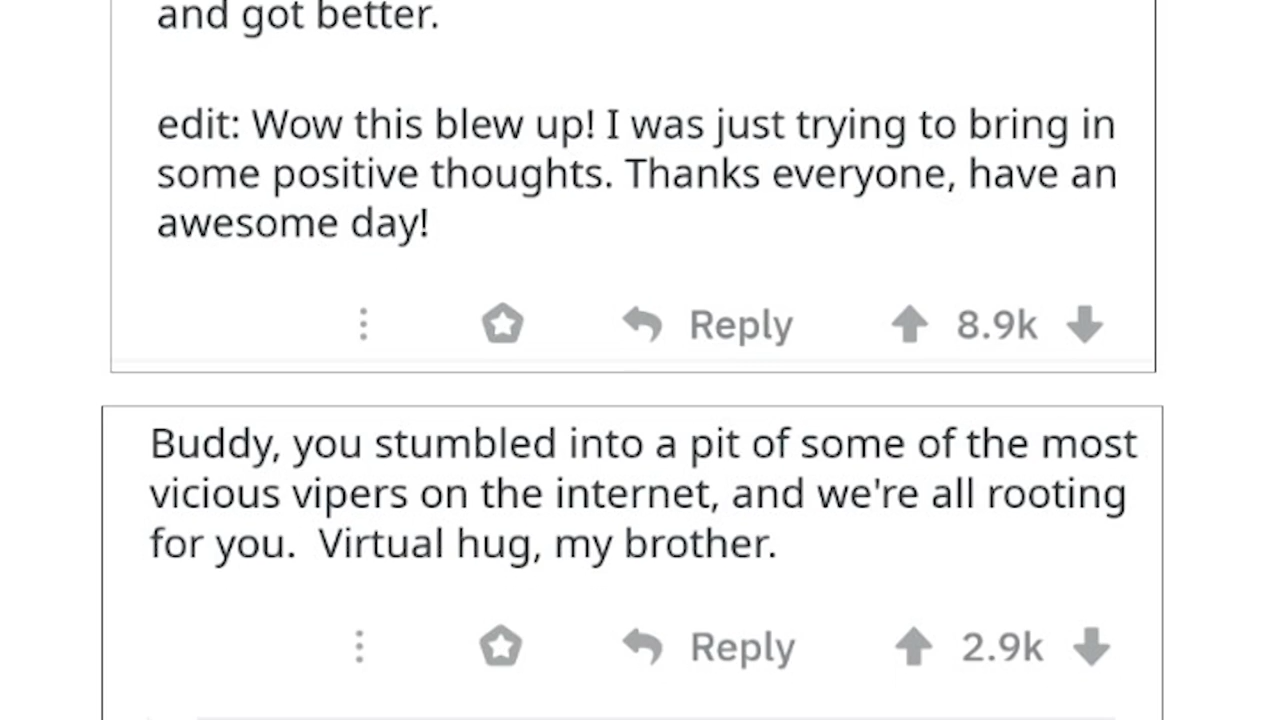 and got better.
edit: Wow this blew up! I was just trying to bring in
some positive thoughts. Thanks everyone, have an
awesome day!
Reply 8.9k
Buddy, you stumbled into a pit of some of the most
vicious vipers on the internet, and we're all rooting
for you.  Virtual hug, my brother.
Reply 2.9k